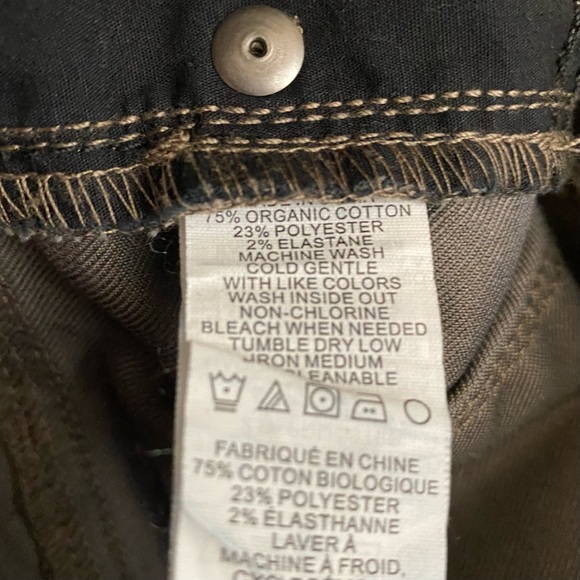 75% ORGANIC COTTON
23% POLYESTER
2% ELASTANE
MACHINE WASH
COLD GENTLE
WITH LIKE COLORS
WASH INSIDE OUT
NON-CHLORINE
BLEACH WHEN NEEDED
TUMBLE DRY LOW
IRON MEDIUM
FABRIQUÉ EN CHINE
75% COTON BIOLOGIQUE
23% POLYESTER
2% ÉLASTHANNE
LAVER À
MACHINE À FROID,